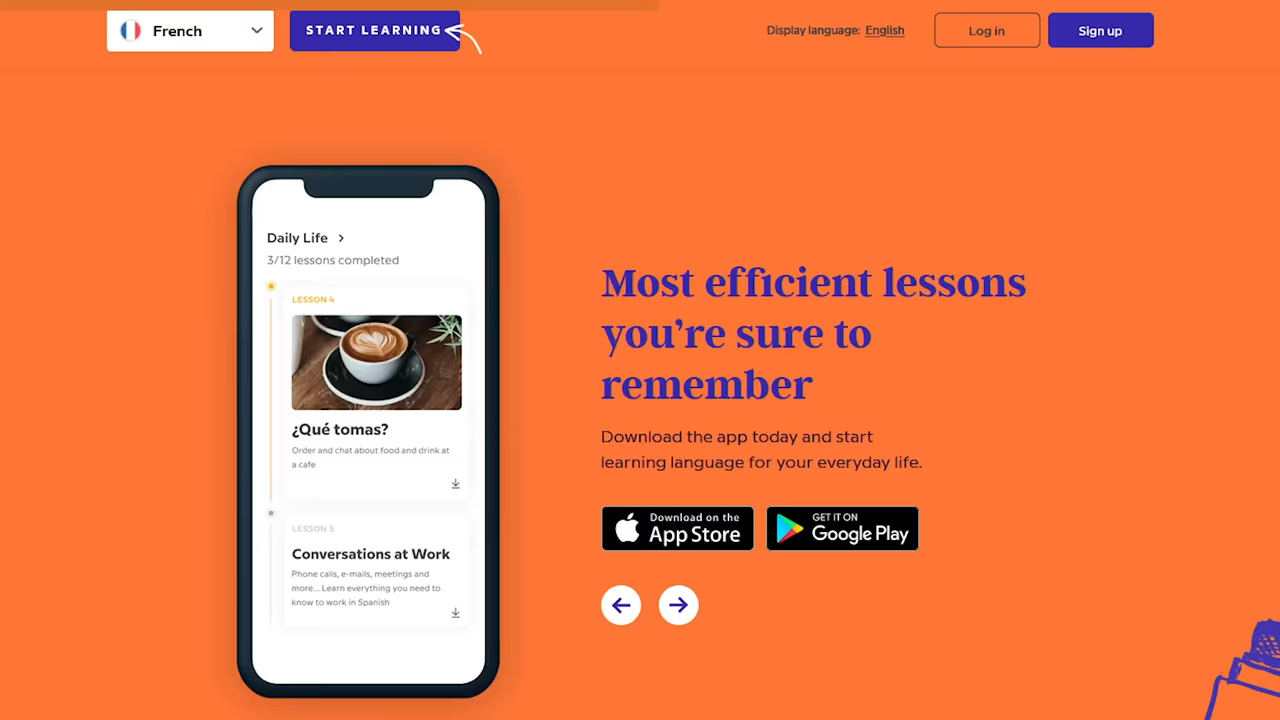 French
START LEARNING
Display language: English
Log in
Sign up
Daily Life
3/12 lessons completed
LESSON 4
¿Qué tomas?
Order and chat about food and drink at
a cafe
LESSON 5
Conversations at Work
Phone calls, e-mails, meetings and
more... Learn everything you need to
know to work in Spanish
Most efficient lessons
you're sure to
remember
Download the app today and start
learning language for your everyday life.
Download on the
App Store
GET IT ON
Google Play